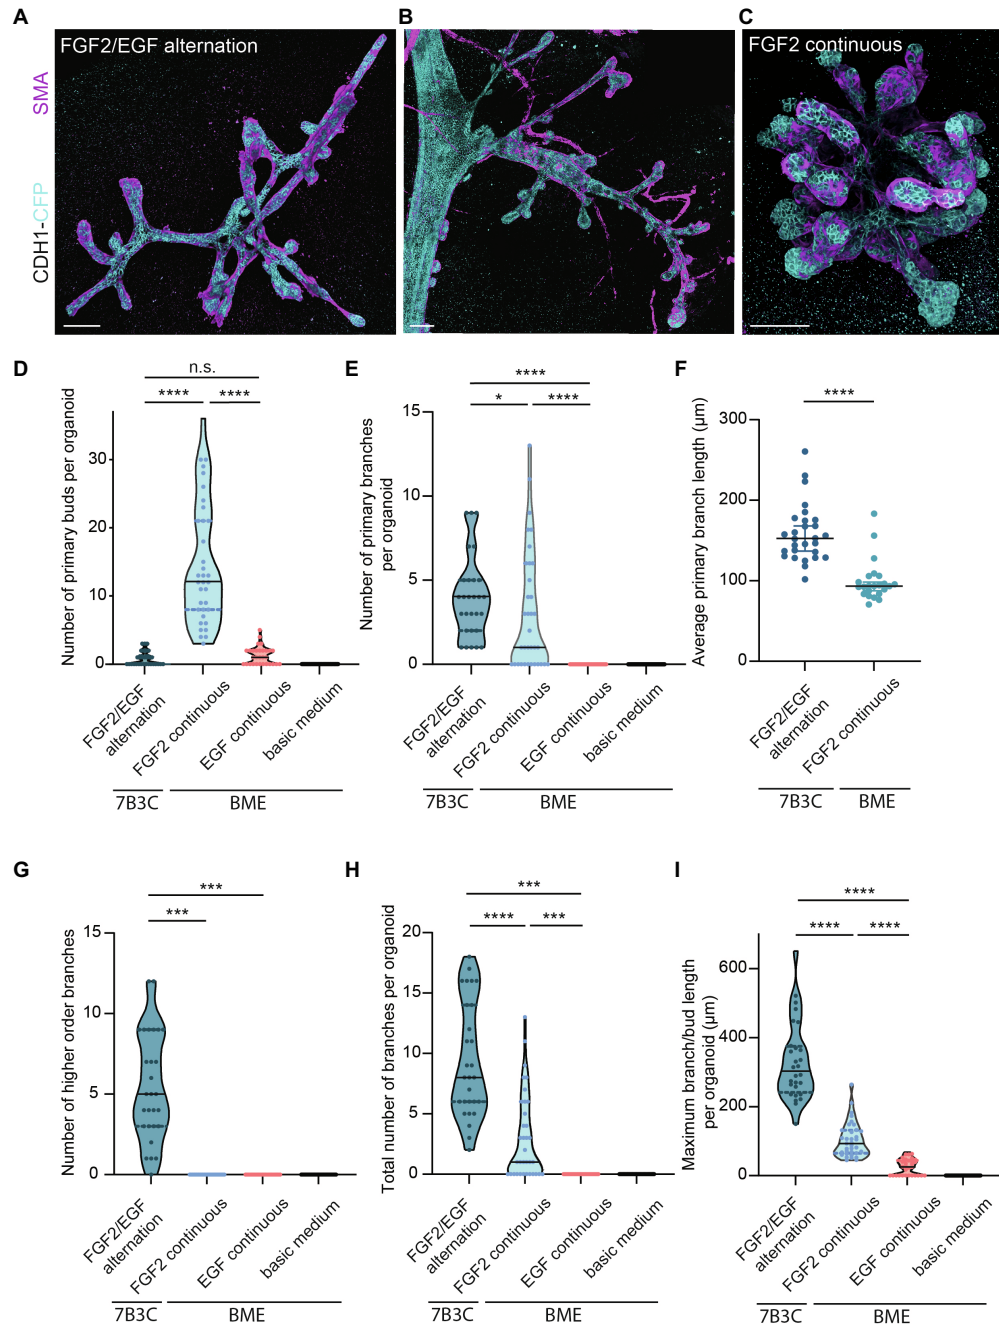 A
B
C
FGF2/EGF alternation
FGF2 continuous
SMA
CDH1-CFP
D
n.s.
****
****
Number of primary buds per organoid
30
20
10
0
FGF2/EGF
alternation
FGF2 continuous
EGF continuous
basic medium
7B3C
BME
E
****
*
****
Number of primary branches
per organoid
15
10
5
0
FGF2/EGF
alternation
FGF2 continuous
EGF continuous
basic medium
7B3C
BME
F
****
Average primary branch length (µm)
300
200
100
0
FGF2/EGF
alternation
FGF2 continuous
7B3C
BME
G
***
***
Number of higher order branches
15
10
5
0
FGF2/EGF
alternation
FGF2 continuous
EGF continuous
basic medium
7B3C
BME
H
***
****
***
Total number of branches per organoid
20
15
10
5
0
FGF2/EGF
alternation
FGF2 continuous
EGF continuous
basic medium
7B3C
BME
I
****
****
****
Maximum branch/bud length
per organoid (µm)
600
400
200
0
FGF2/EGF
alternation
FGF2 continuous
EGF continuous
basic medium
7B3C
BME